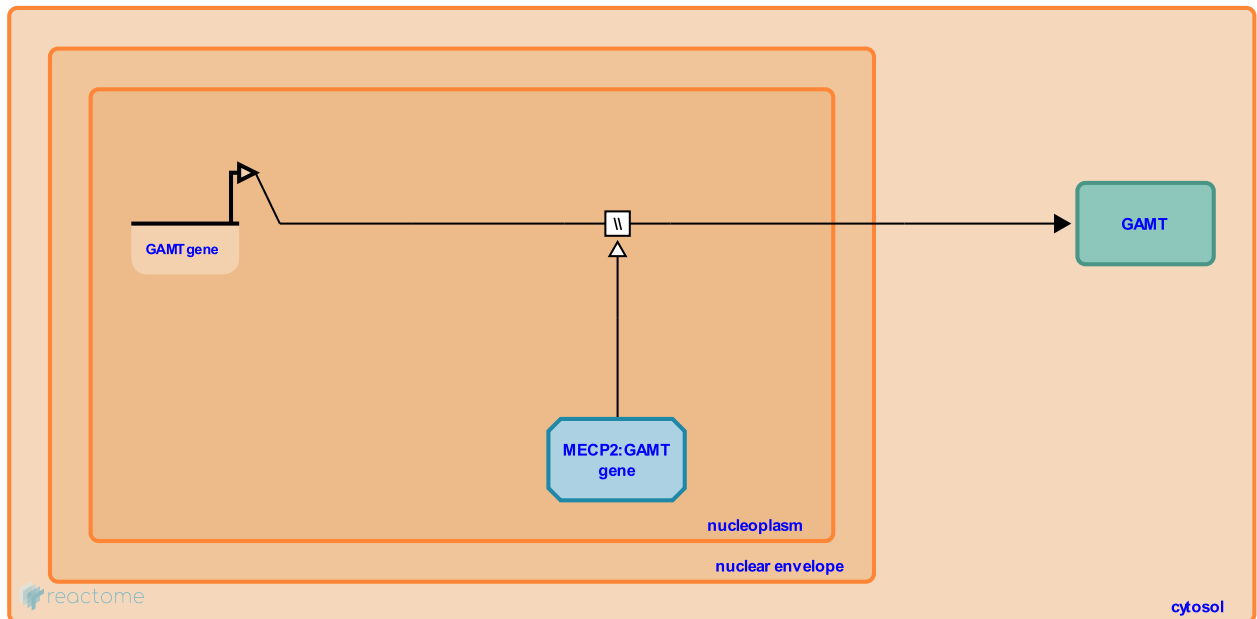 GAMT gene
\\
GAMT
MECP2:GAMT
gene
nucleoplasm
nuclear envelope
reactome
cytosol